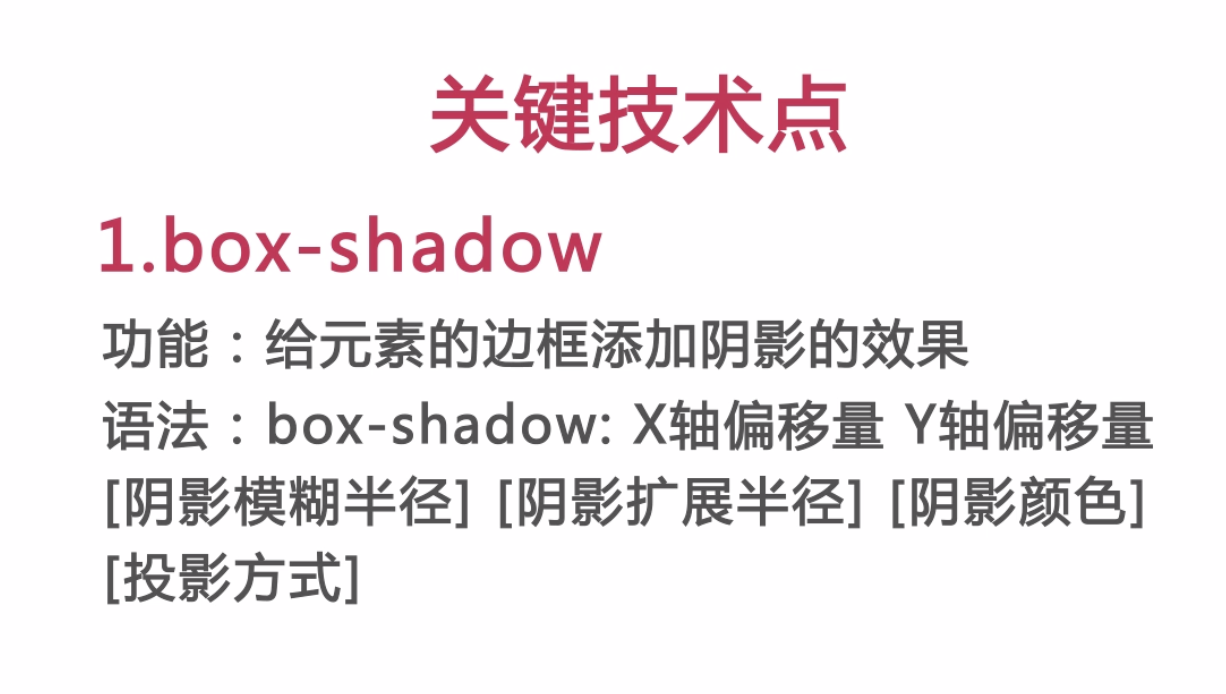 关键技术点
1.box-shadow
功能：给元素的边框添加阴影的效果
语法：box-shadow: X轴偏移量 Y轴偏移量
[阴影模糊半径] [阴影扩展半径] [阴影颜色]
[投影方式]